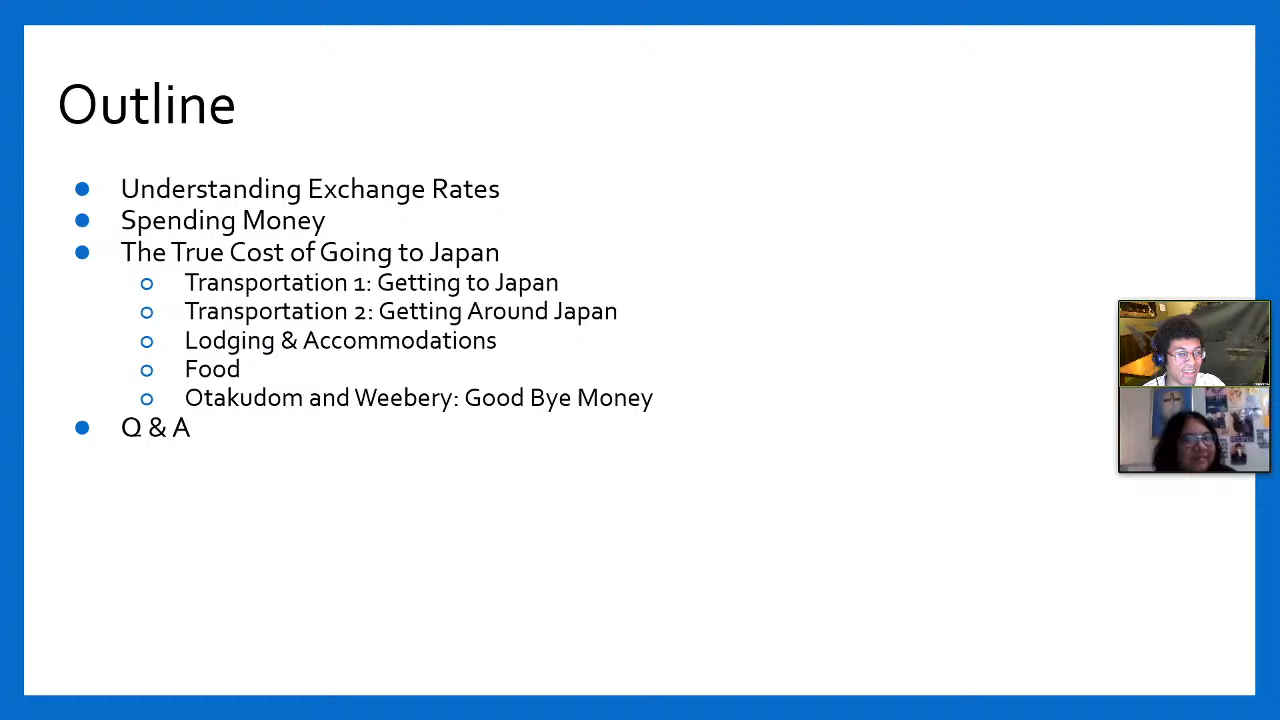 Outline
Understanding Exchange Rates
Spending Money
The True Cost of Going to Japan
Transportation 1: Getting to Japan
Transportation 2: Getting Around Japan
Lodging & Accommodations
Food
Otakudom and Weebery: Good Bye Money
Q & A